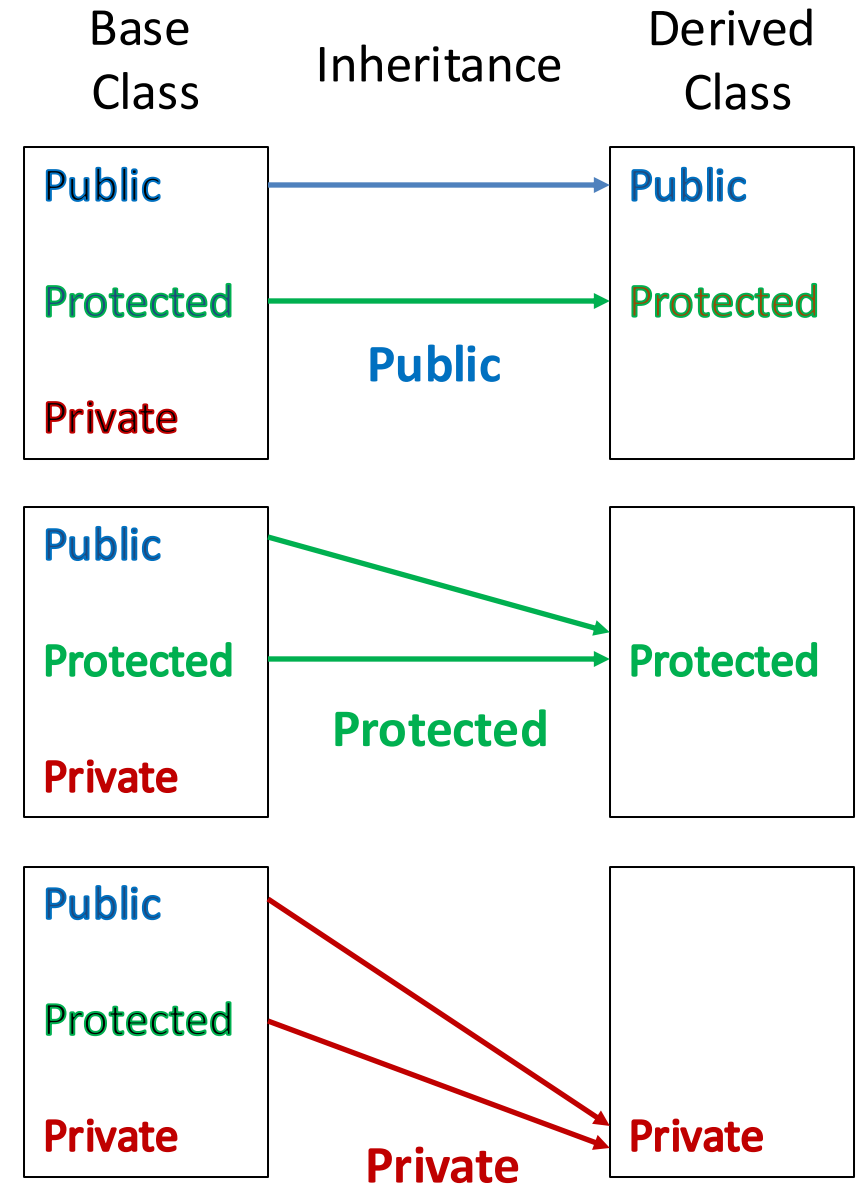 Base
Class
Inheritance
Derived
Class
Public
Protected
Private
Public
Public
Protected
Public
Protected
Private
Protected
Protected
Public
Protected
Private
Private
Private